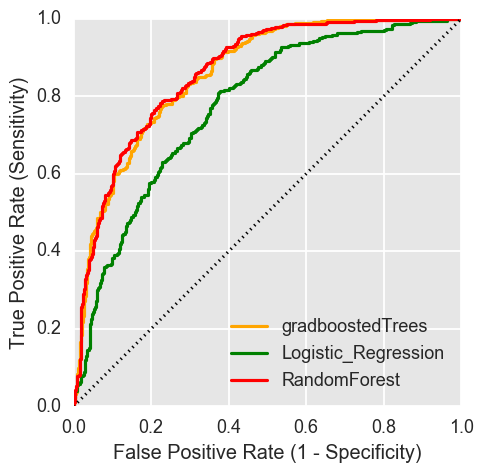 True Positive Rate (Sensitivity)
1.0
0.8
0.6
0.4
0.2
0.0
gradboostedTrees
Logistic_Regression
RandomForest
0.0 0.2 0.4 0.6 0.8 1.0
False Positive Rate (1 - Specificity)